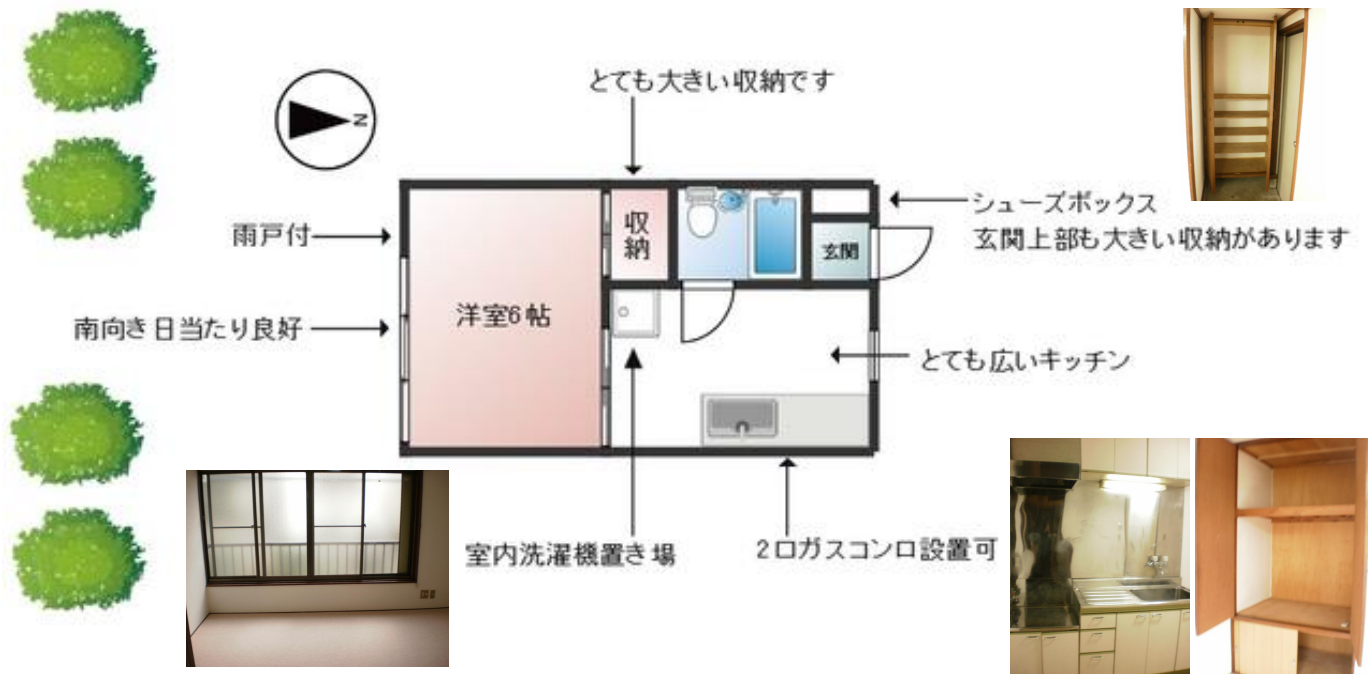 とても大きい収納です
N
シューズボックス
玄関上部も大きい収納があります
雨戸付
収納
玄関
洋室6帖
南向き日当たり良好
とても広いキッチン
室内洗濯機置き場
2口ガスコンロ設置可